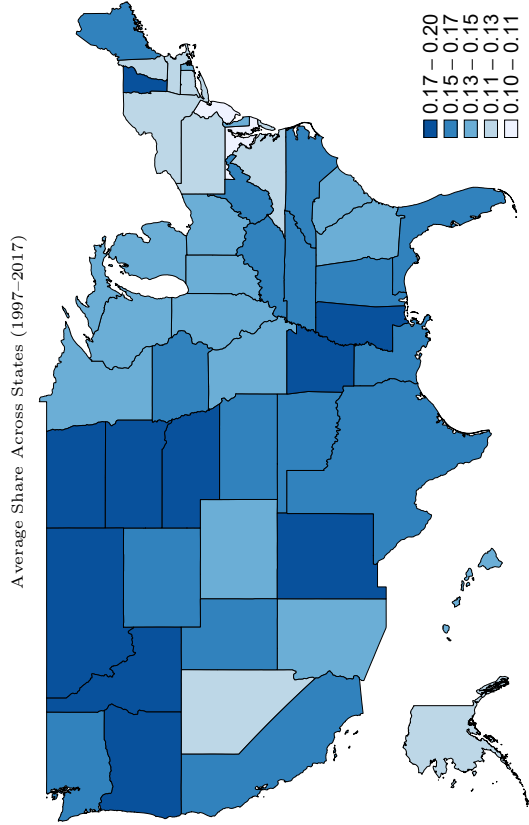 Average Share Across States (1997–2017)
0.17 – 0.20
0.15 – 0.17
0.13 – 0.15
0.11 – 0.13
0.10 – 0.11